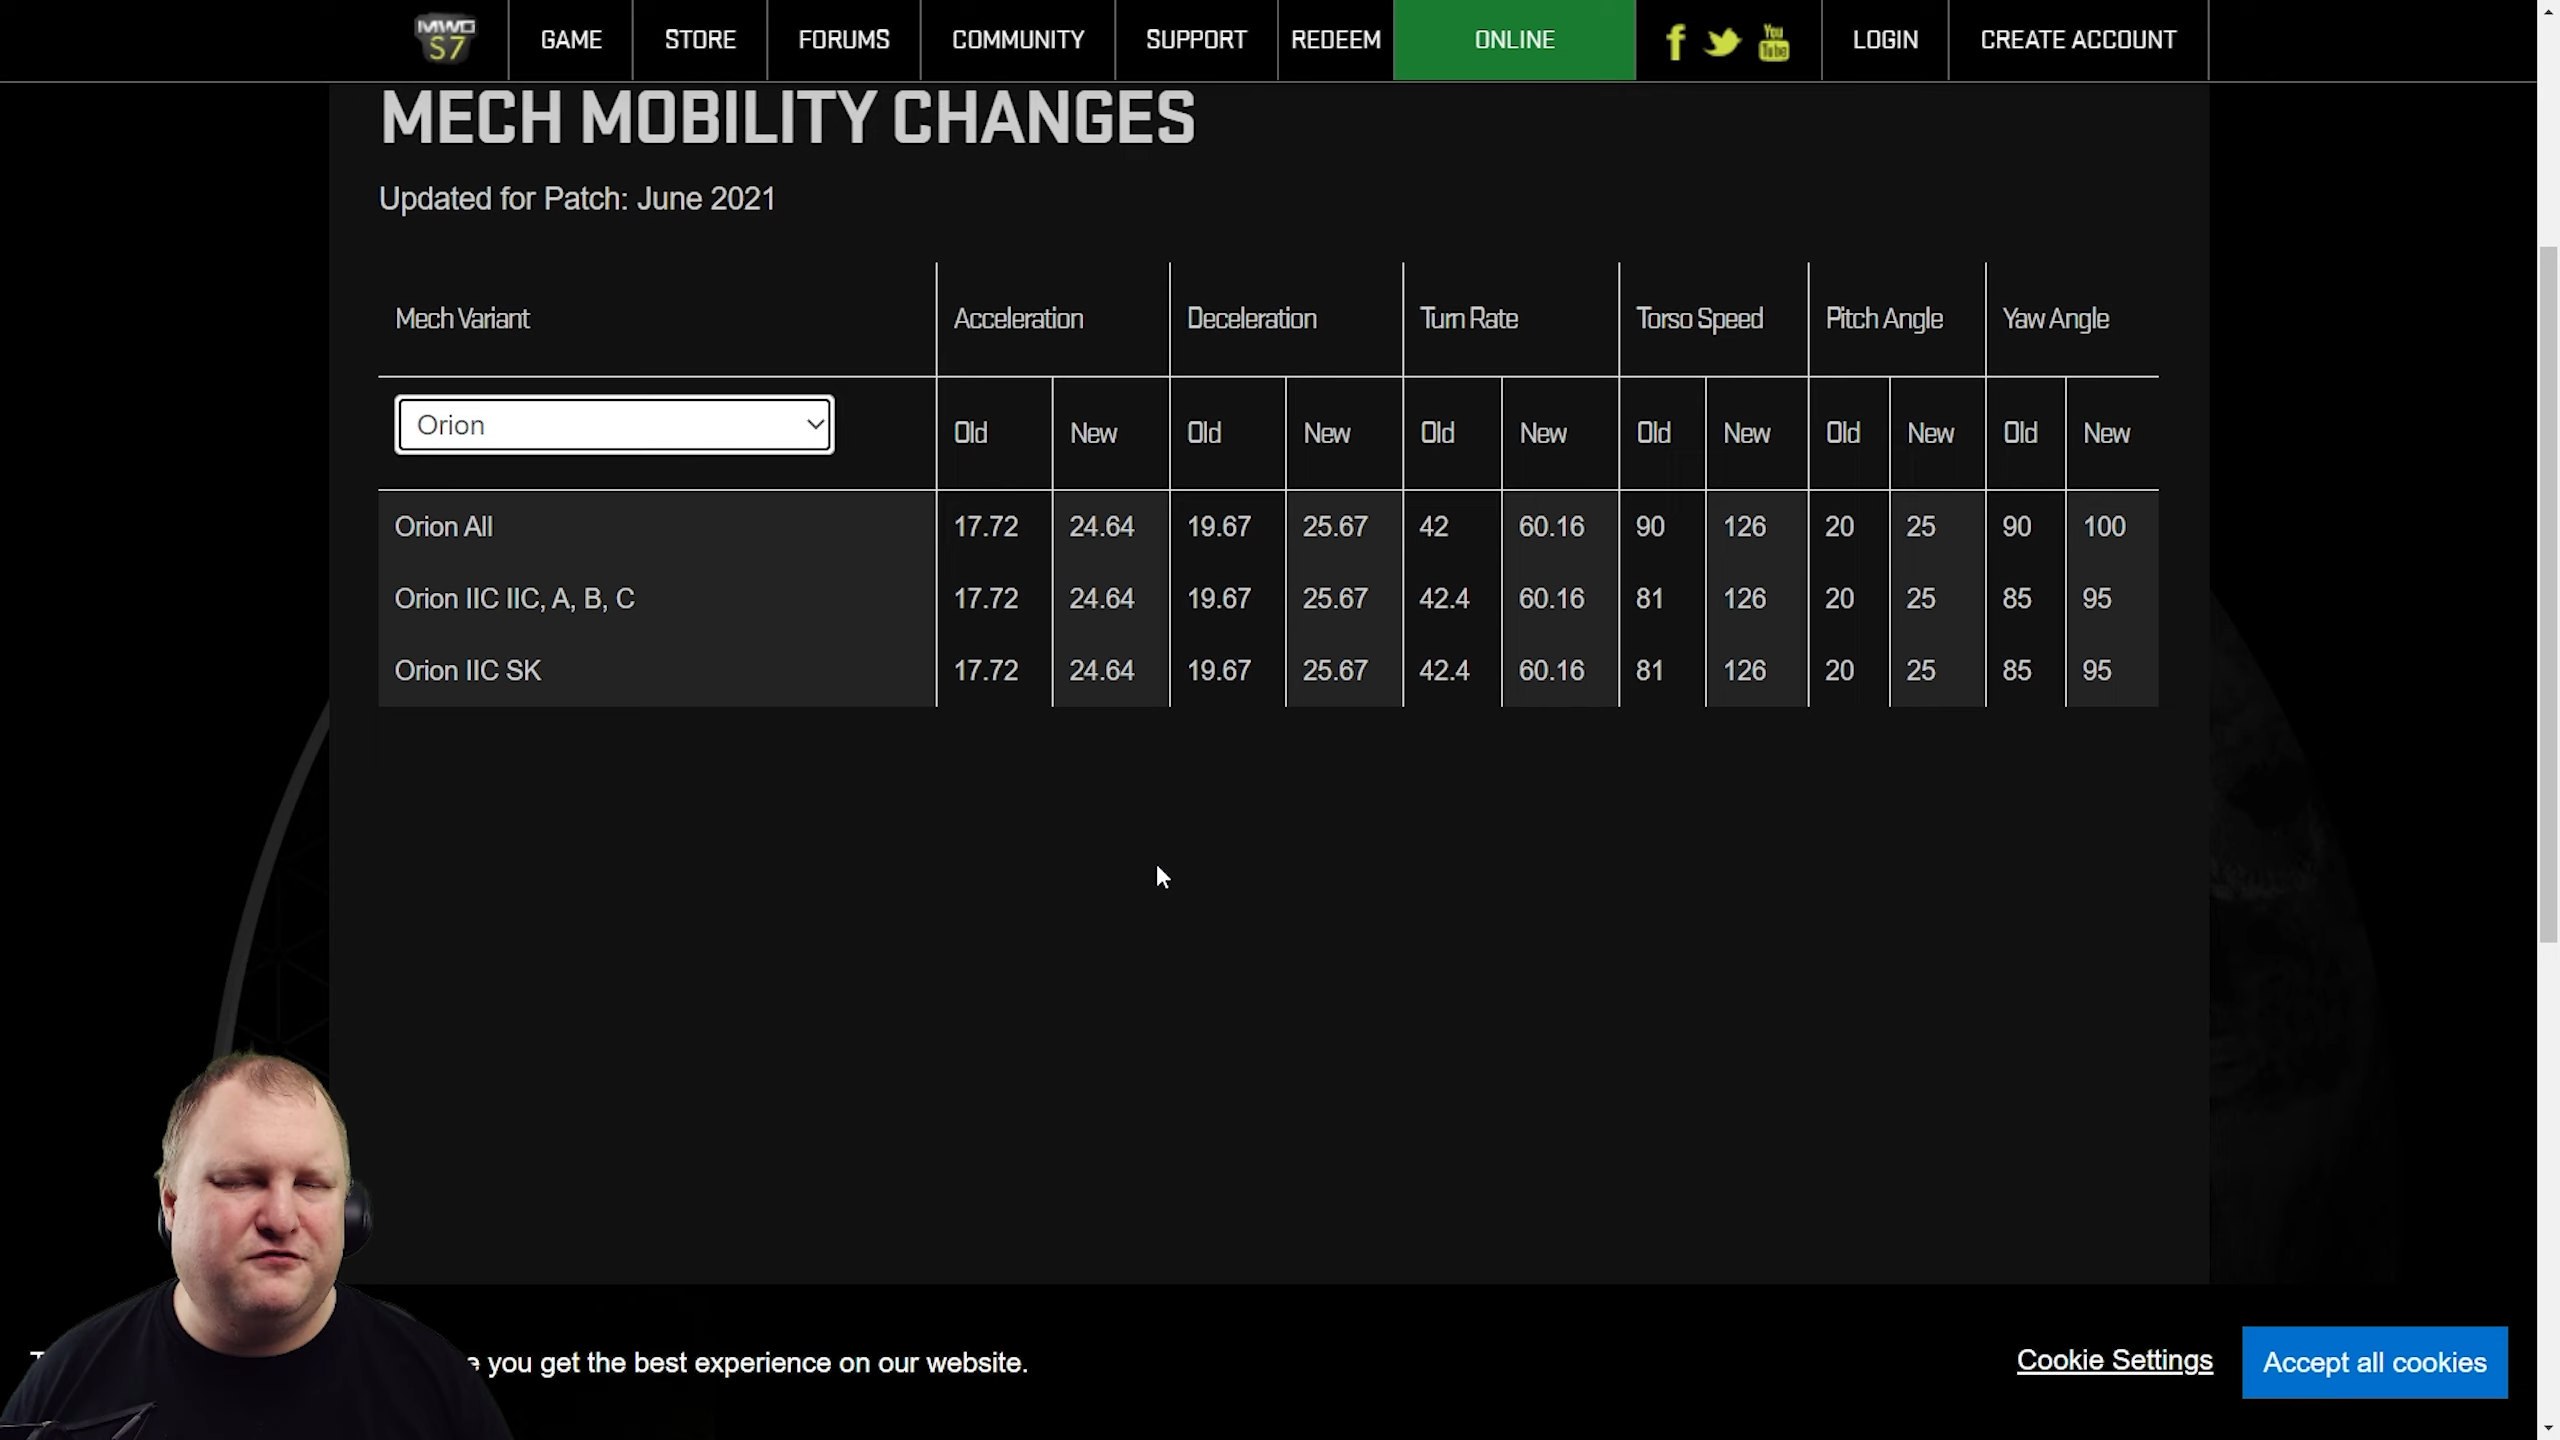 MWO S7 GAME STORE FORUMS COMMUNITY SUPPORT REDEEM ONLINE f You Tube LOGIN CREATE ACCOUNT
MECH MOBILITY CHANGES
Updated for Patch: June 2021
Mech Variant Acceleration Deceleration Turn Rate Torso Speed Pitch Angle Yaw Angle
Orion Old New Old New Old New Old New Old New Old New
Orion All 17.72 24.64 19.67 25.67 42 60.16 90 126 20 25 90 100
Orion IIC IIC, A, B, C 17.72 24.64 19.67 25.67 42.4 60.16 81 126 20 25 85 95
Orion IIC SK 17.72 24.64 19.67 25.67 42.4 60.16 81 126 20 25 85 95
you get the best experience on our website. Cookie Settings Accept all cookies